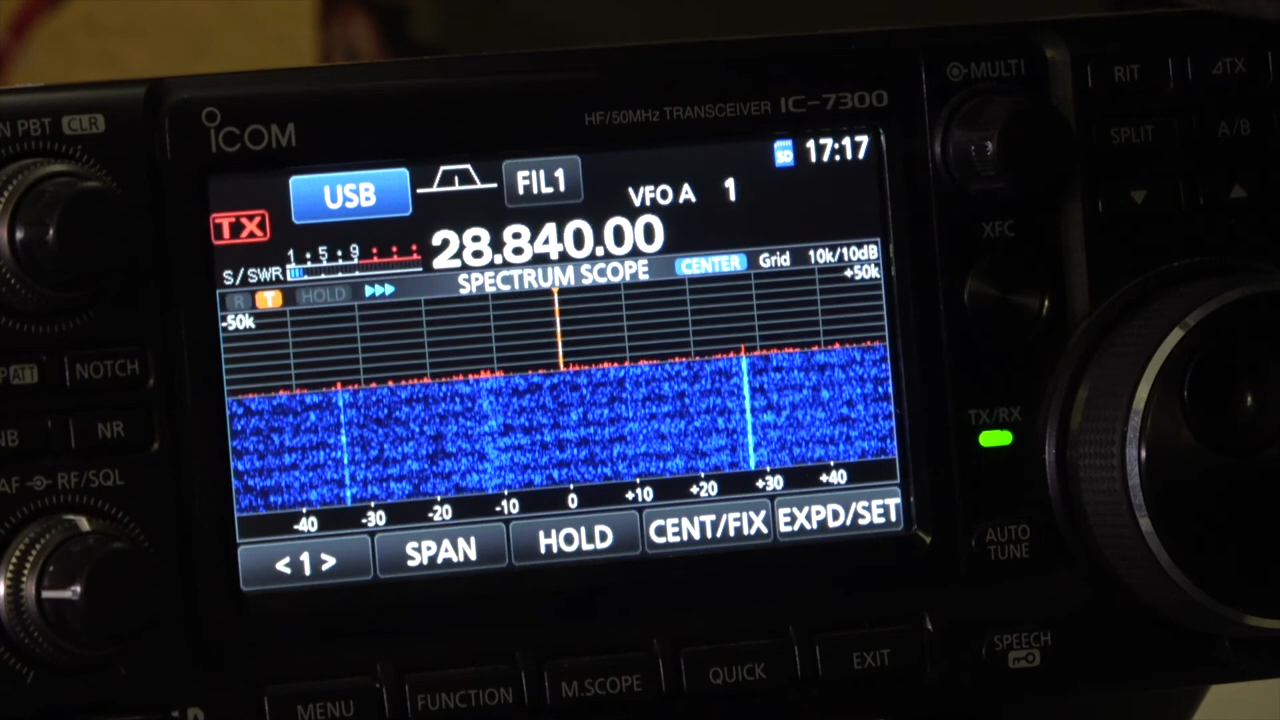 N PBT CLR
ICOM
HF/50MHz TRANSCEIVER IC-7300
MULTI
RIT
⊿TX
SPLIT
A/B
▼
▲
USB
FIL1
SD
17:17
VFO A 1
TX
1 · 5 · 9
S/SWR
28.840.00
SPECTRUM SCOPE
CENTER
Grid
10k/10dB
R T HOLD
-50k
+50k
XFC
P ATT
NOTCH
NB
NR
AF RF/SQL
TX/RX
-40 -30 -20 -10 0 +10 +20 +30 +40
<1>
SPAN
HOLD
CENT/FIX
EXPD/SET
AUTO
TUNE
SPEECH
MENU
FUNCTION
M.SCOPE
QUICK
EXIT